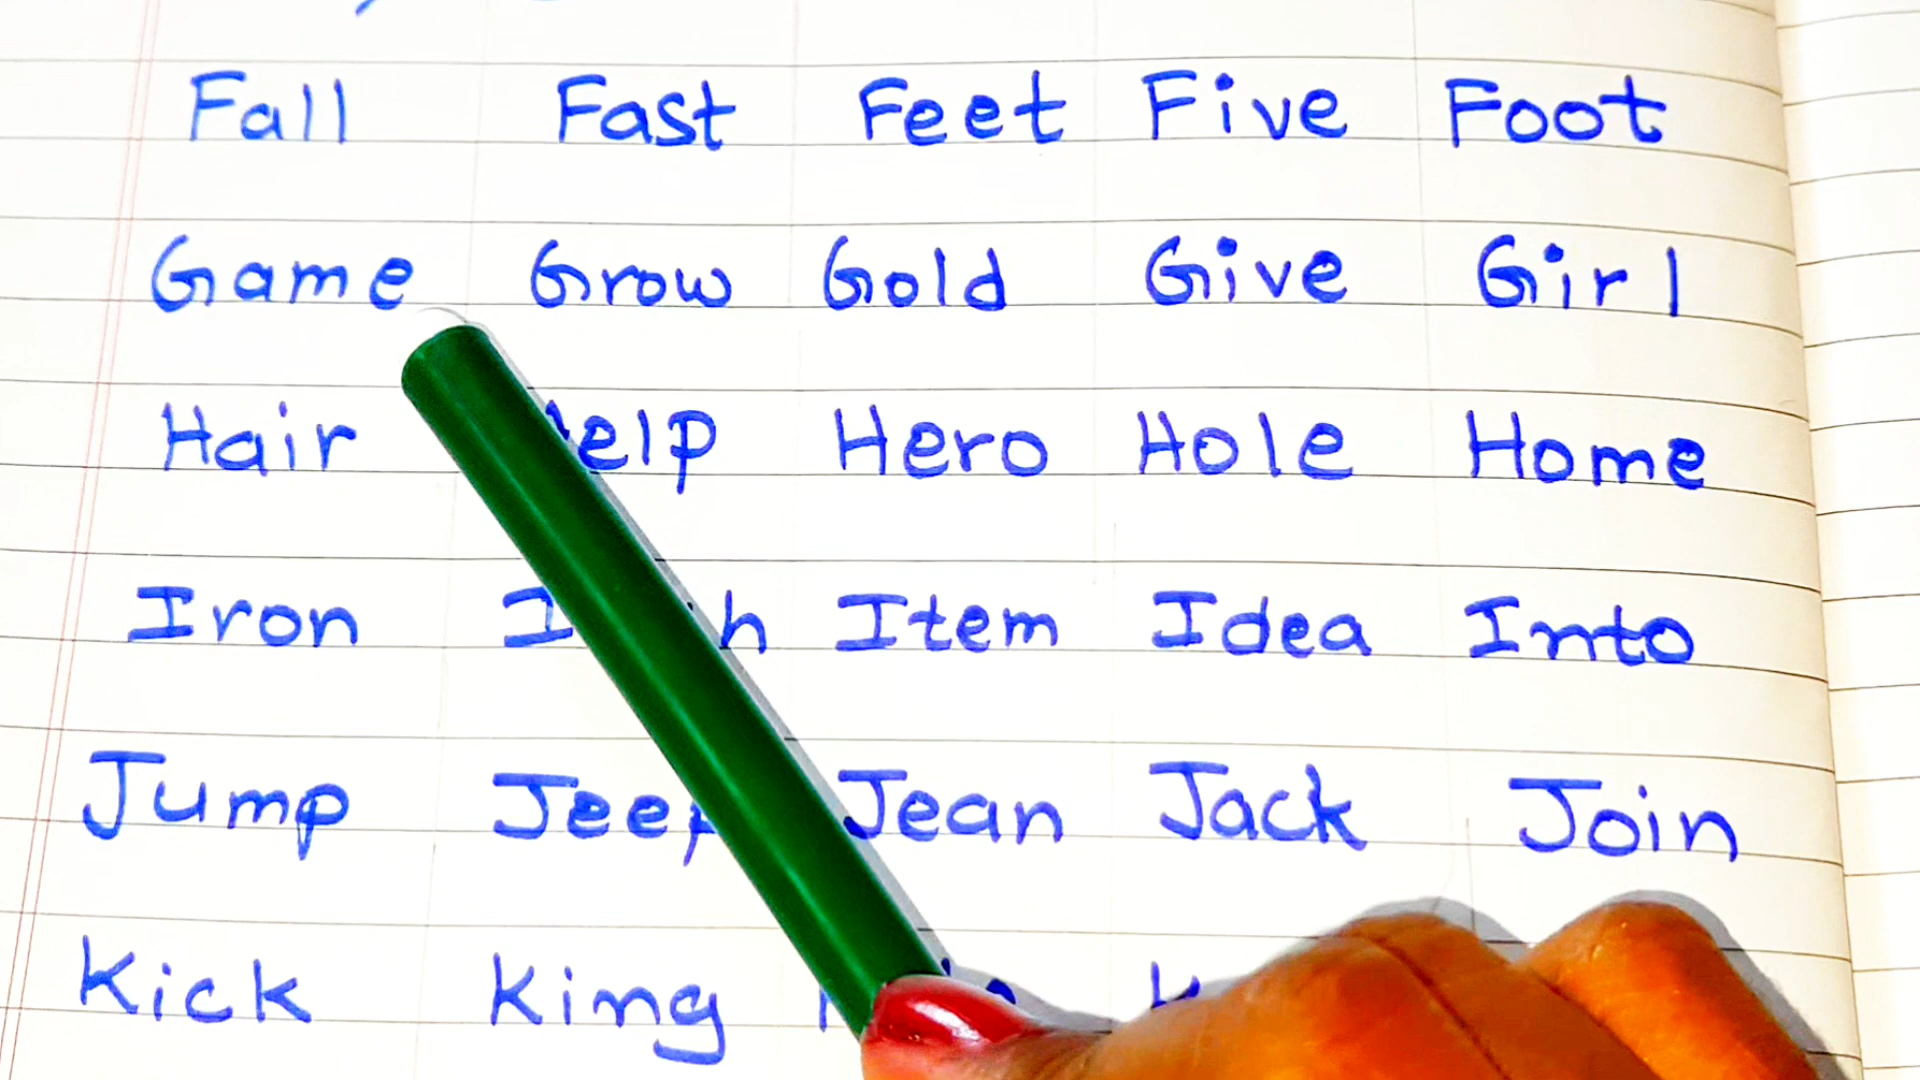 Fall Fast Feet Five Foot
Game Grow Gold Give Girl
Hair Hero Hole Home
Iron Item Idea Into
Jump Jeep Jean Jack Join
Kick King